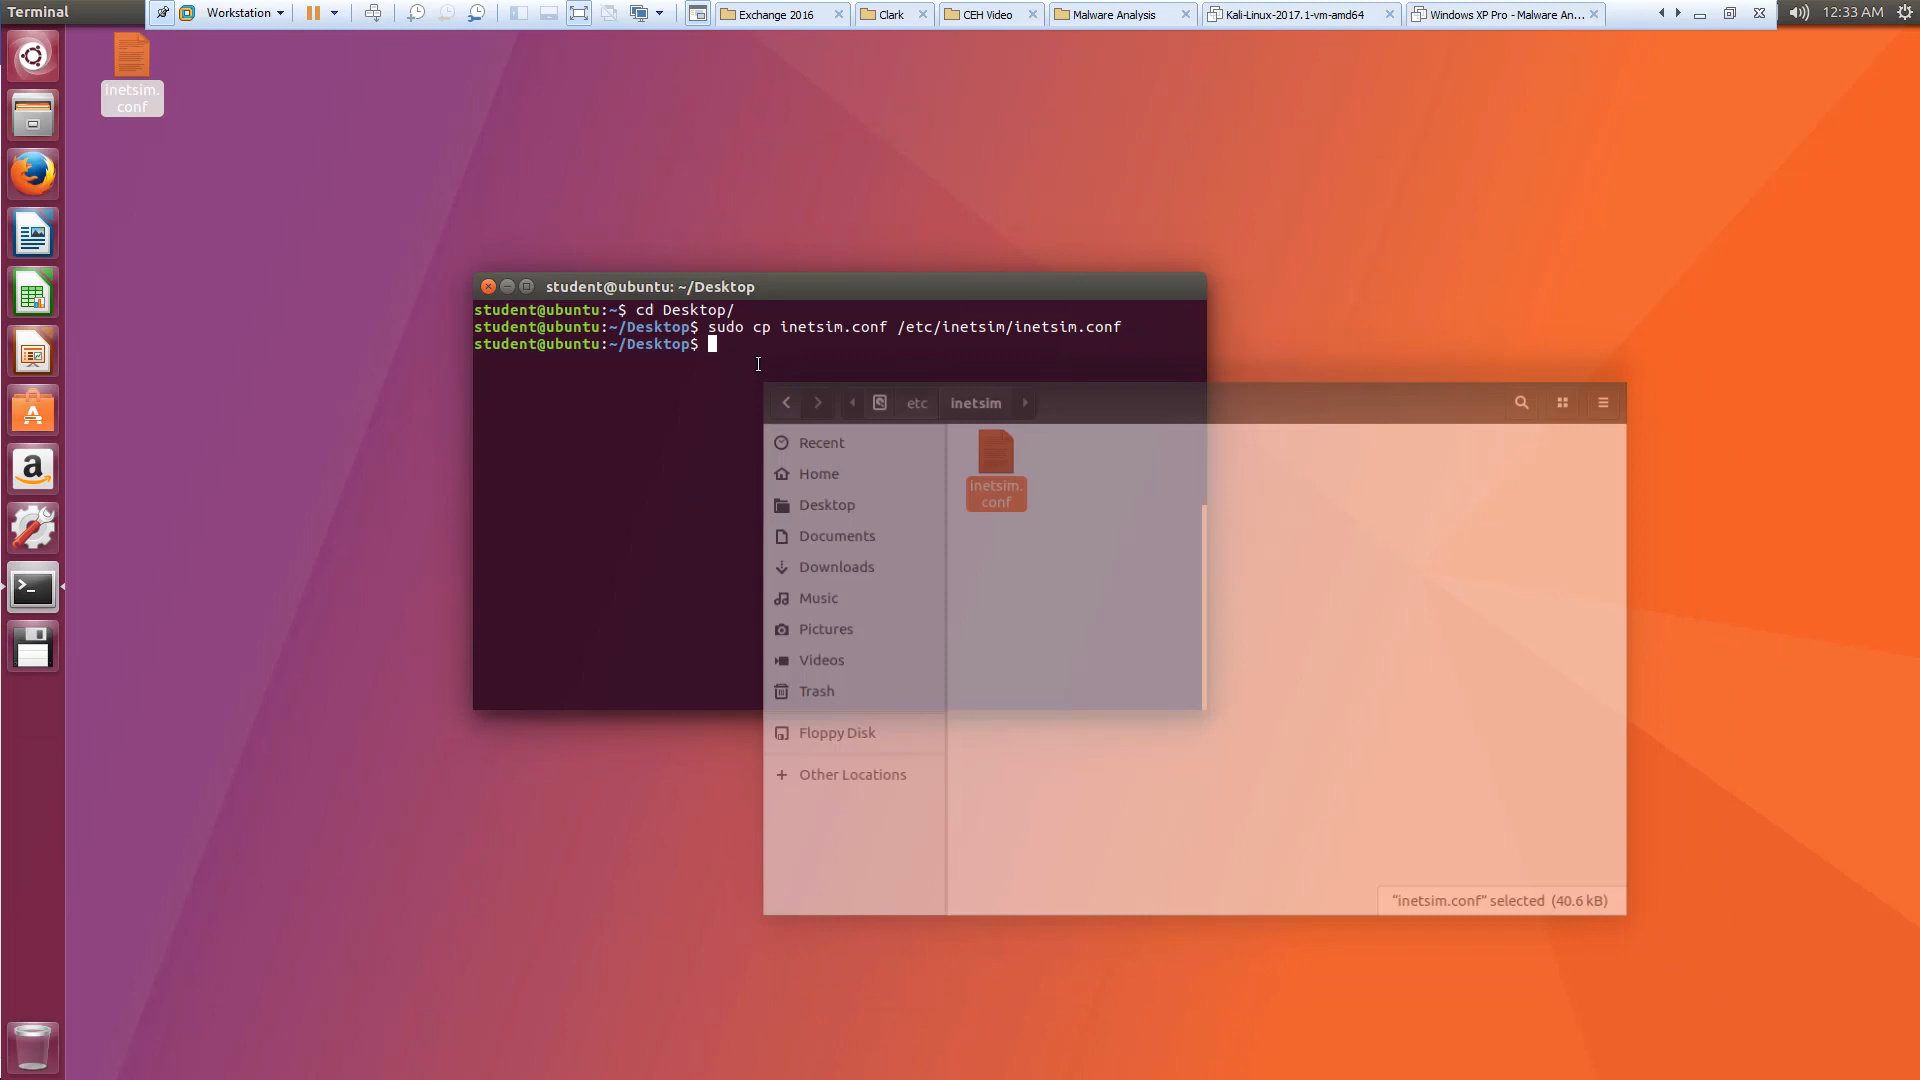 Terminal
Workstation
Exchange 2016
Clark
CEH Video
Malware Analysis
Kali-Linux-2017.1-vm-amd64
Windows XP Pro - Malware An...
12:33 AM
inetsim.
conf
student@ubuntu: ~/Desktop
student@ubuntu:~$ cd Desktop/
student@ubuntu:~/Desktop$ sudo cp inetsim.conf /etc/inetsim/inetsim.conf
student@ubuntu:~/Desktop$
etc
inetsim
Recent
Home
Desktop
Documents
Downloads
Music
Pictures
Videos
Trash
Floppy Disk
Other Locations
inetsim.
conf
"inetsim.conf" selected (40.6 kB)